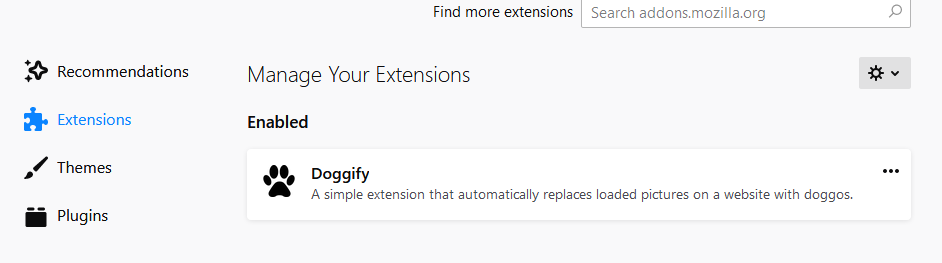 Find more extensions
Search addons.mozilla.org
Recommendations
Extensions
Themes
Plugins
Manage Your Extensions
Enabled
Doggify
A simple extension that automatically replaces loaded pictures on a website with doggos.